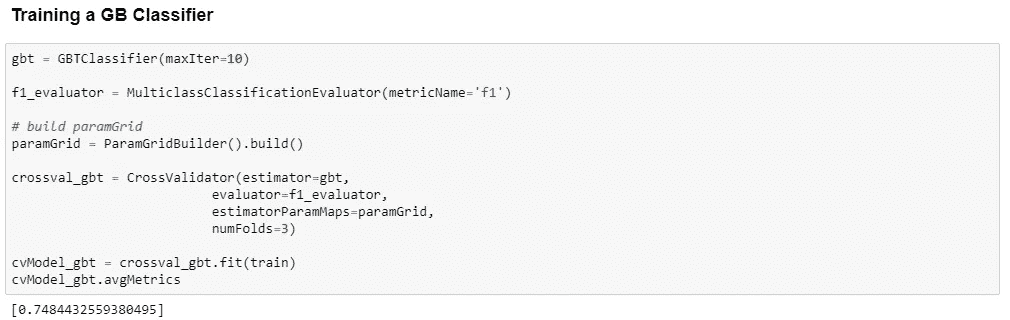 Training a GB Classifier
gbt = GBTClassifier(maxIter=10)
f1_evaluator = MulticlassClassificationEvaluator(metricName='f1')
# build paramGrid
paramGrid = ParamGridBuilder().build()
crossval_gbt = CrossValidator(estimator=gbt,
evaluator=f1_evaluator,
estimatorParamMaps=paramGrid,
numFolds=3)
cvModel_gbt = crossval_gbt.fit(train)
cvModel_gbt.avgMetrics
[0.7484432559380495]